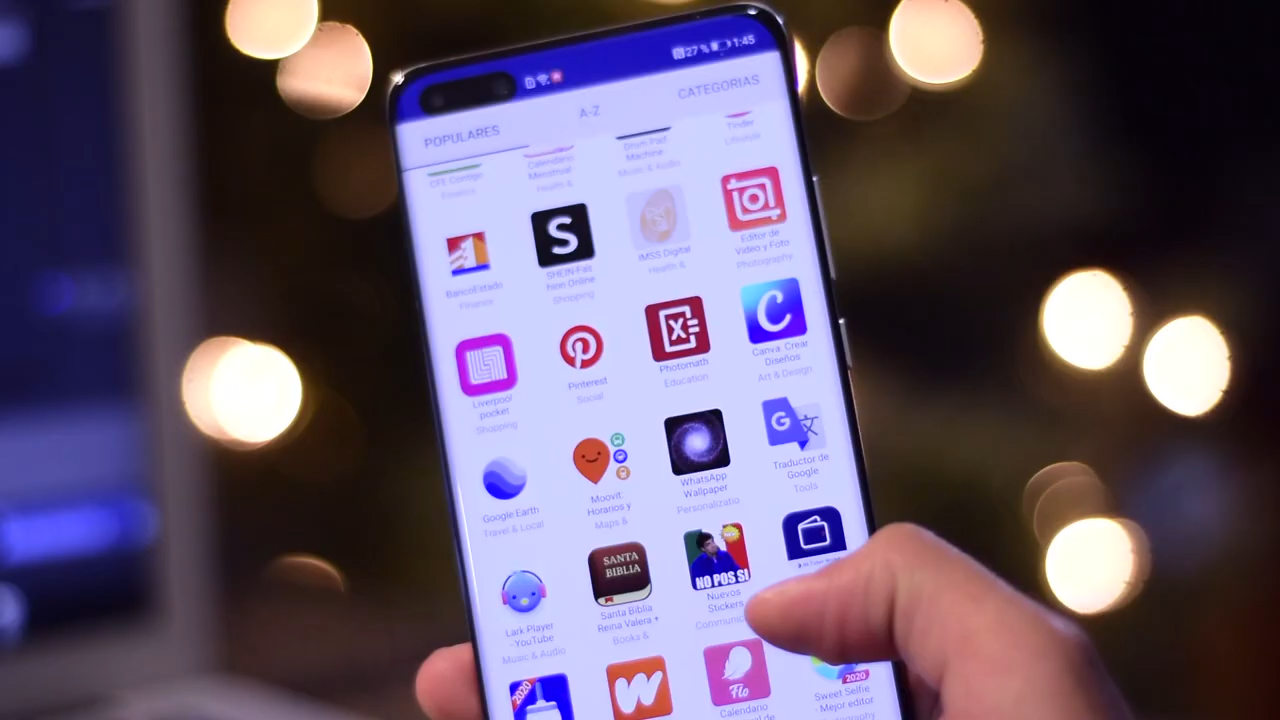 27 % 1:45
POPULARES
A-Z
CATEGORIAS
CFE Contigo
Finance
Calendario
Menstrual
Health &
Drum Pad
Machine
Music & Audio
Tinder
Lifestyle
BancoEstado
Finance
S
SHEIN-Fas
hion Online
Shopping
IMSS Digital
Health &
Editor de
Video y Foto
Photography
Liverpool
pocket
Shopping
Pinterest
Social
Photomath
Education
C
Canva: Crear
Diseños
Art & Design
Google Earth
Travel & Local
Moovit:
Horarios y
Maps &
WhatsApp
Wallpaper
Personalizatio
G
Traductor de
Google
Tools
Lark Player
-YouTube
Music & Audio
SANTA
BIBLIA
Santa Biblia
Reina Valera +
Books &
NO POS SI
Nuevos
Stickers
Communic
2020
Flo
Calendario
2020
Sweet Selfie
- Mejor editor